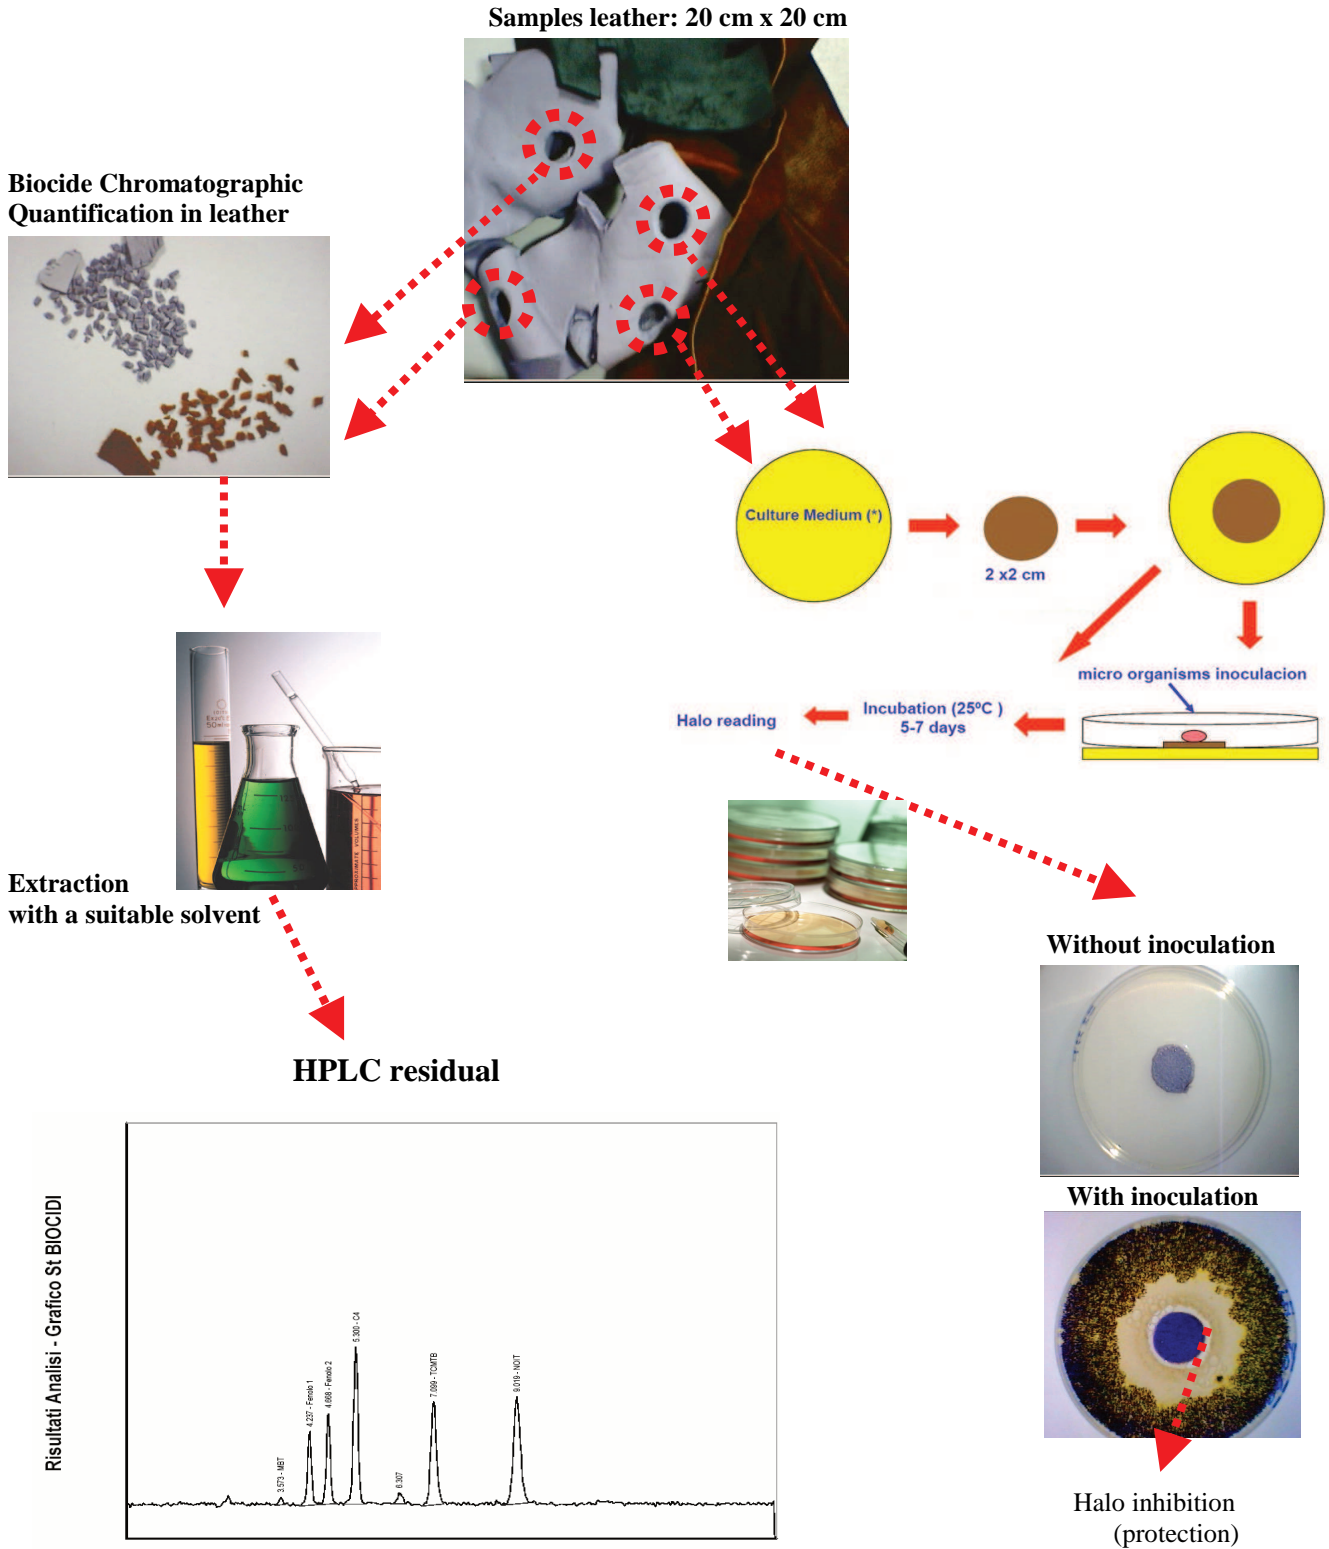 Samples leather: 20 cm x 20 cm
Biocide Chromatographic
Quantification in leather
Culture Medium (*)
2 x2 cm
micro organisms inoculacion
Incubation (25ºC )
5-7 days
Halo reading
Extraction
with a suitable solvent
Without inoculation
HPLC residual
With inoculation
Risultati Analisi - Grafico St BIOCIDI
3.573 - MBT
4.237 - Fenolo 1
4.668 - Fenolo 2
5.300 - C4
6.307
7.099 - TCMTB
9.019 - NOIT
Halo inhibition
(protection)